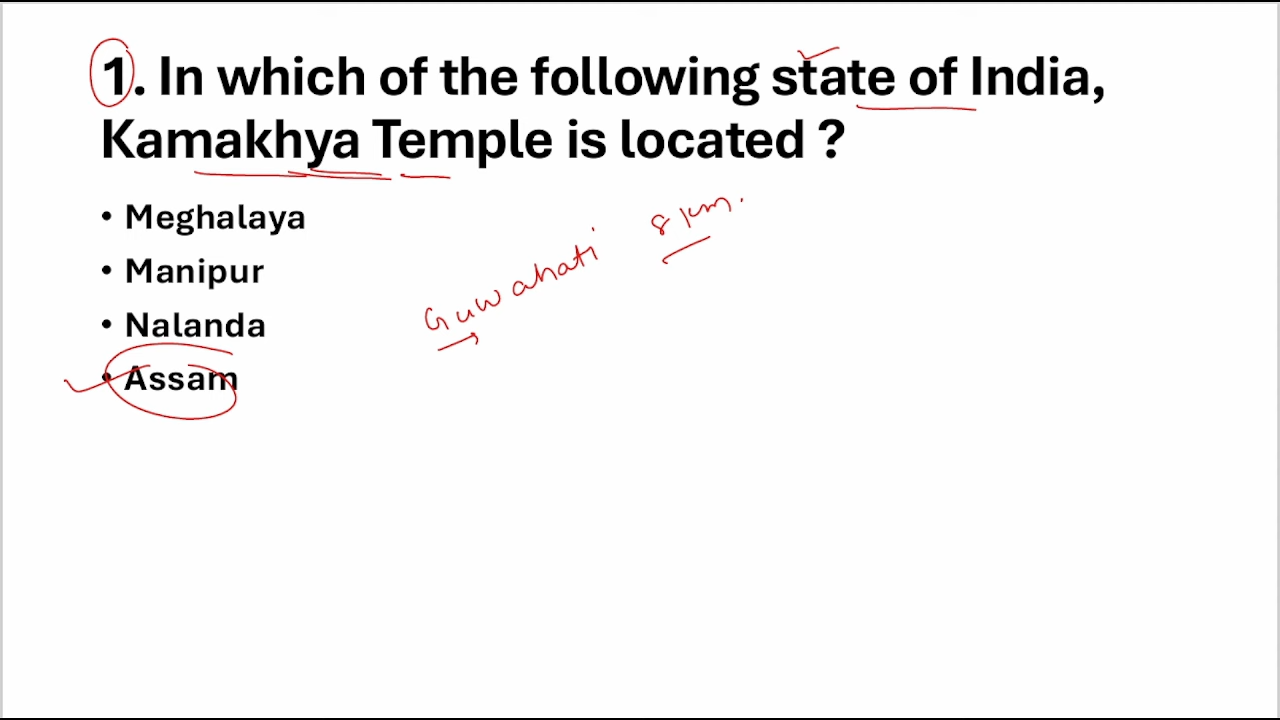 1. In which of the following state of India,
Kamakhya Temple is located ?
• Meghalaya
• Manipur
• Nalanda
• Assam
Guwahati 8 km.